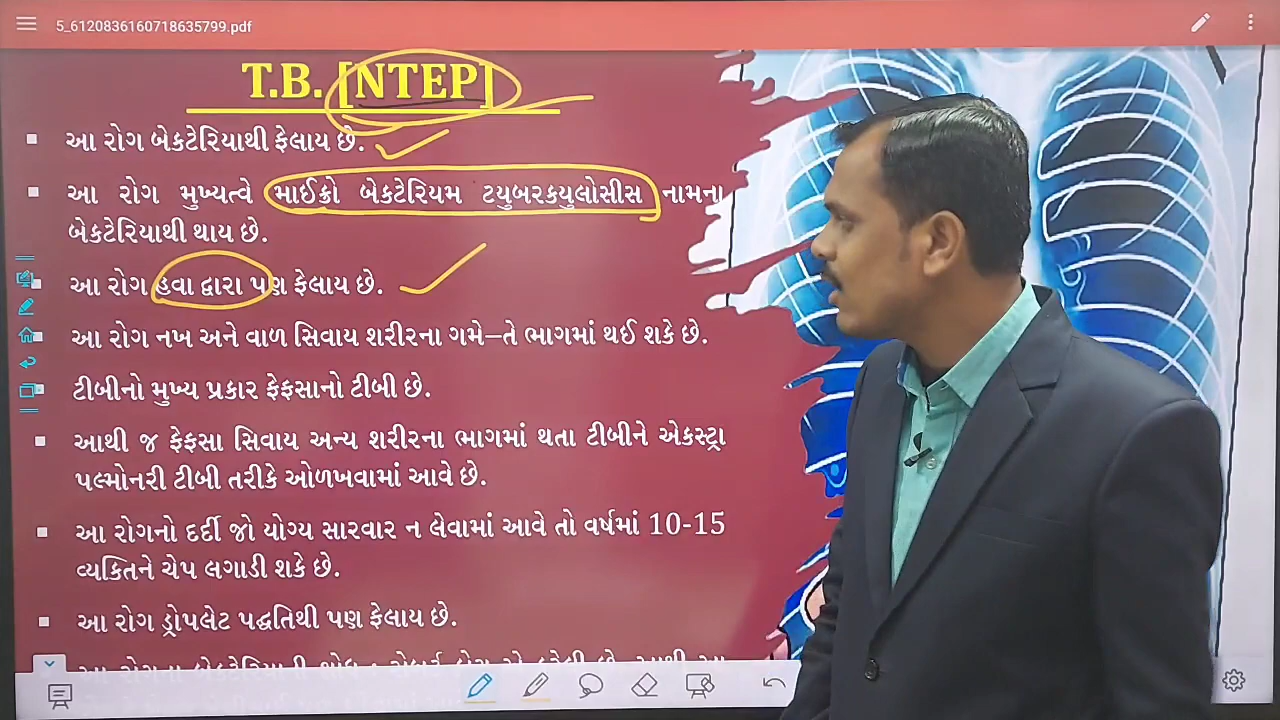 5_6120836160718635799.pdf
T.B. [NTEP]
આ રોગ બેકટેરિયાથી ફેલાય છે.
આ રોગ મુખ્યત્વે માઈક્રો બેકટેરિયમ ટયુબરકયુલોસીસ નામના
બેકટેરિયાથી થાય છે.
આ રોગ હવા દ્વારા પણ ફેલાય છે.
આ રોગ નખ અને વાળ સિવાય શરીરના ગમે–તે ભાગમાં થઈ શકે છે.
ટીબીનો મુખ્ય પ્રકાર ફેફસાનો ટીબી છે.
આથી જ ફેફસા સિવાય અન્ય શરીરના ભાગમાં થતા ટીબીને એકસ્ટ્રા
પલ્મોનરી ટીબી તરીકે ઓળખવામાં આવે છે.
આ રોગનો દર્દી જો યોગ્ય સારવાર ન લેવામાં આવે તો વર્ષમાં 10-15
વ્યકિતને ચેપ લગાડી શકે છે.
આ રોગ ડ્રોપલેટ પદ્ધતિથી પણ ફેલાય છે.